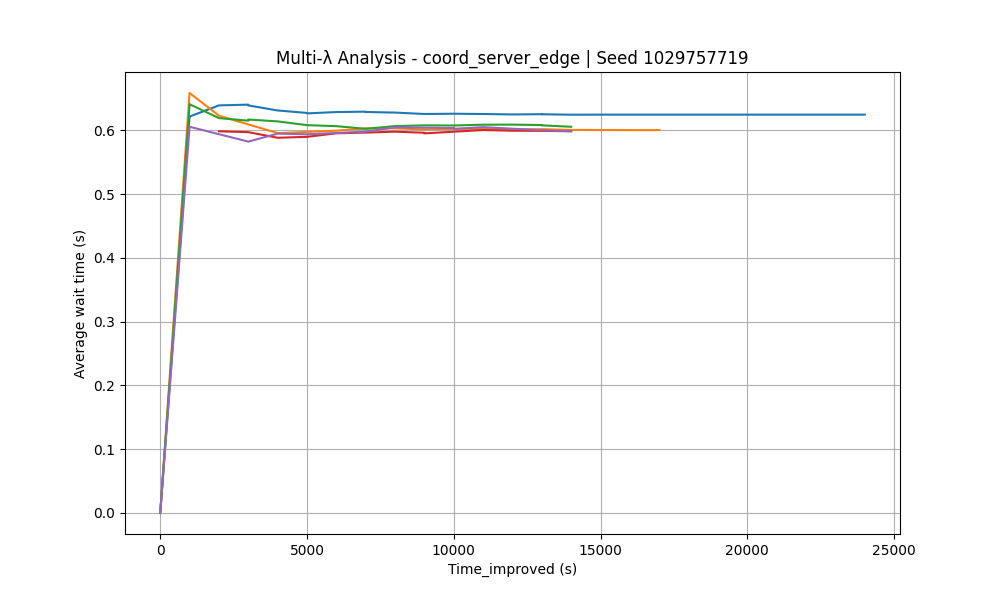 Multi-λ Analysis - coord_server_edge | Seed 1029757719
Average wait time (s)
0.6
0.5
0.4
0.3
0.2
0.1
0.0
0 5000 10000 15000 20000 25000
Time_improved (s)